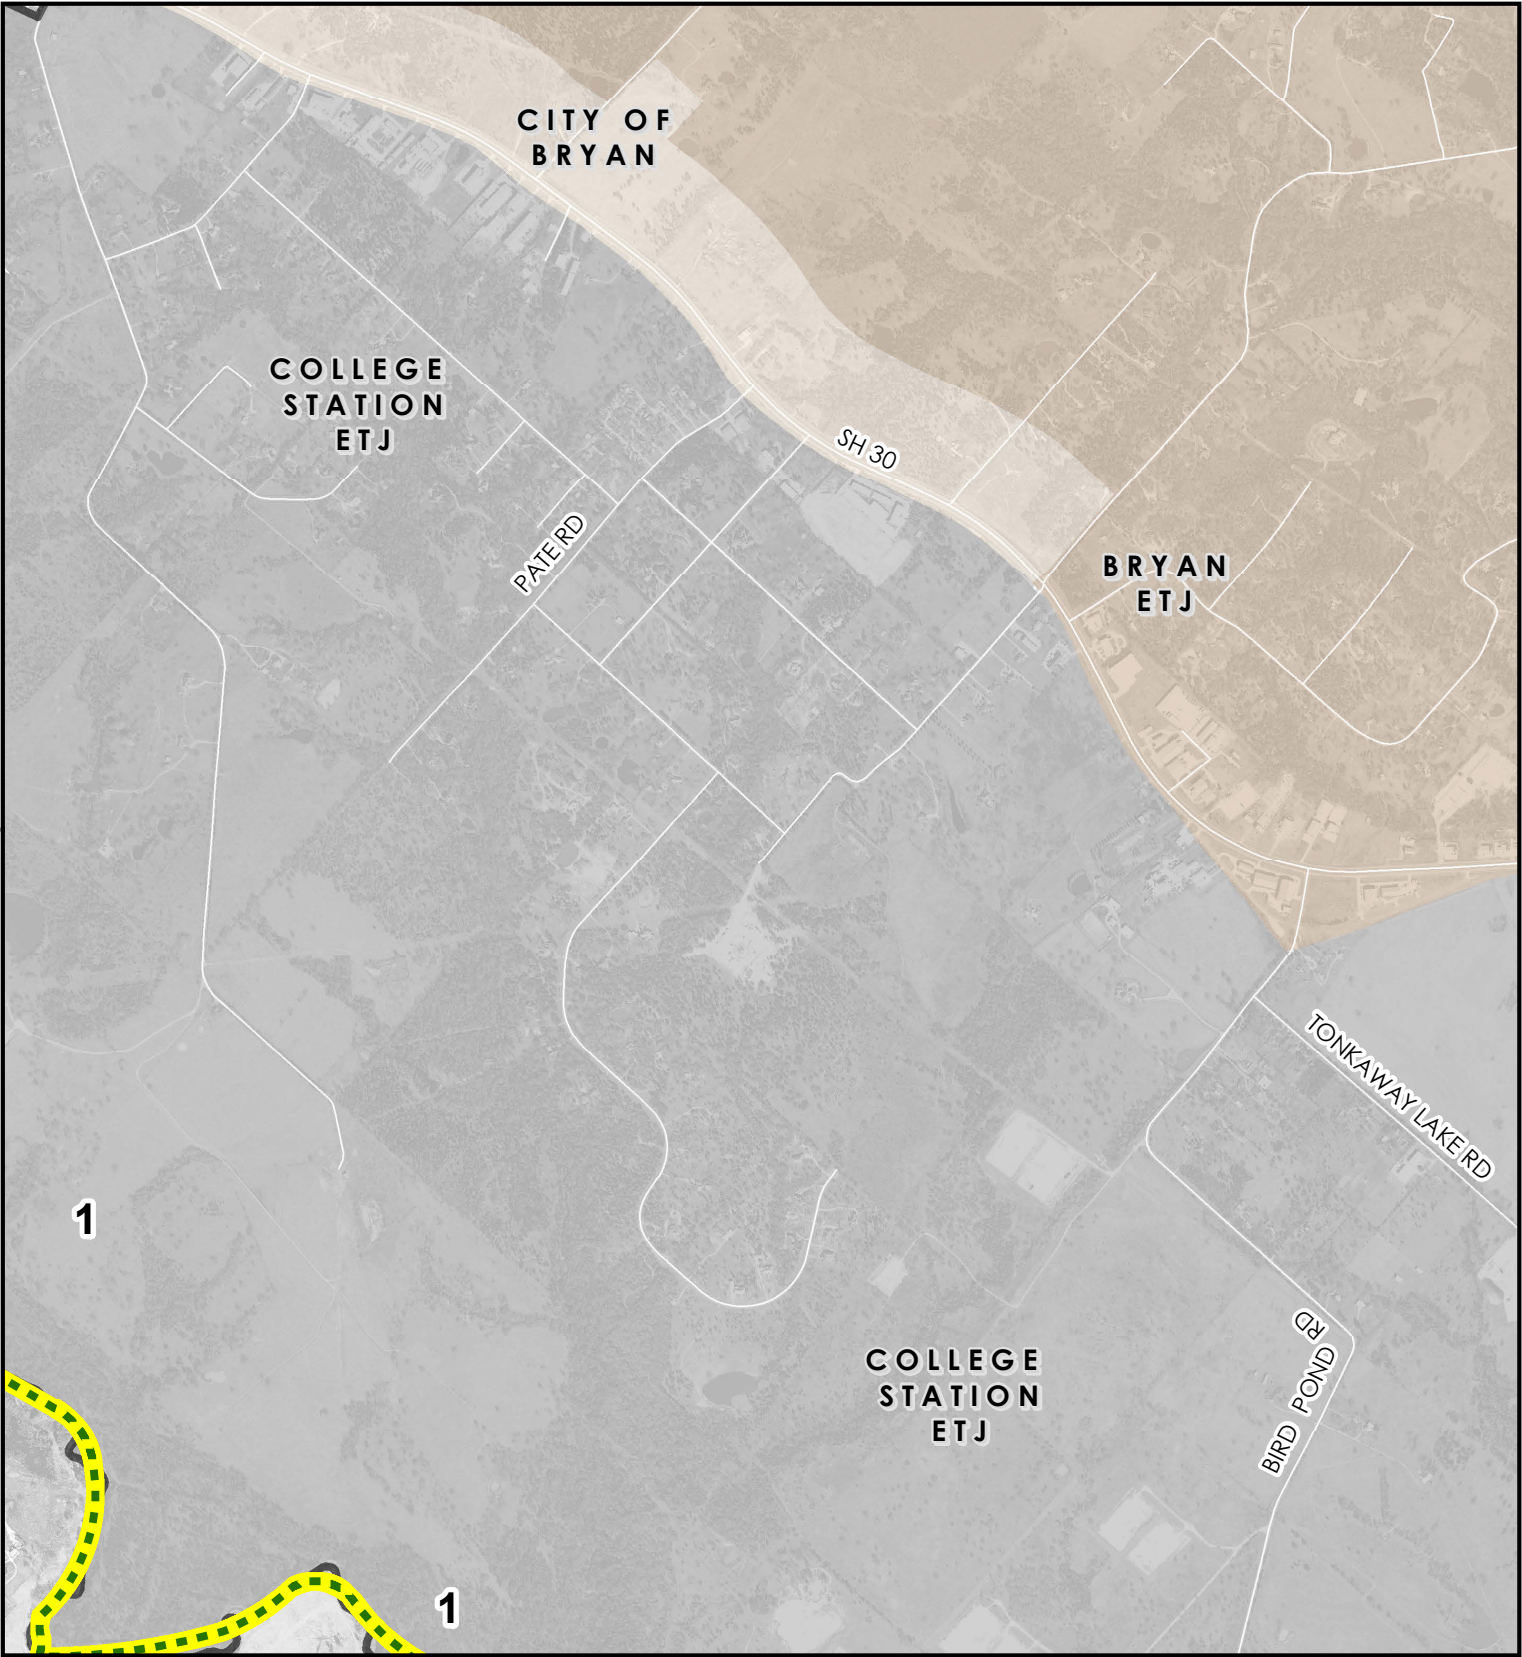 CITY OF
BRYAN
COLLEGE
STATION
ETJ
SH 30
PATE RD
BRYAN
ETJ
TONKAWAY LAKE RD
1
RD
BIRD POND
COLLEGE
STATION
ETJ
1